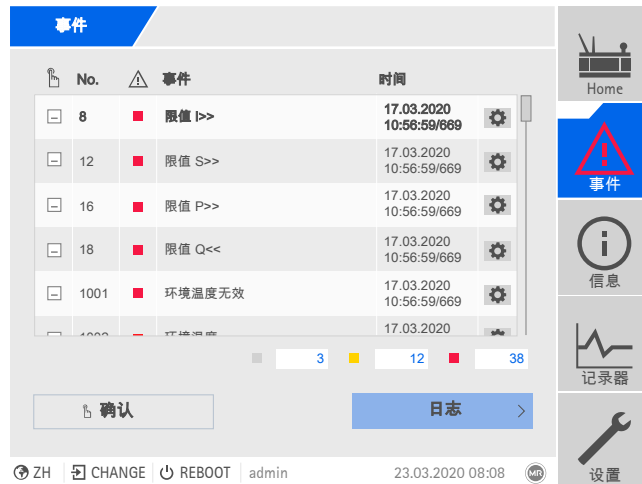 事件
No. 事件 时间
8 限值 I>> 17.03.2020
10:56:59/669
12 限值 S>> 17.03.2020
10:56:59/669
16 限值 P>> 17.03.2020
10:56:59/669
18 限值 Q<< 17.03.2020
10:56:59/669
1001 环境温度无效 17.03.2020
10:56:59/669
17.03.2020
3 12 38
确认 日志
ZH CHANGE REBOOT admin 23.03.2020 08:08 MR
Home
事件
信息
记录器
设置